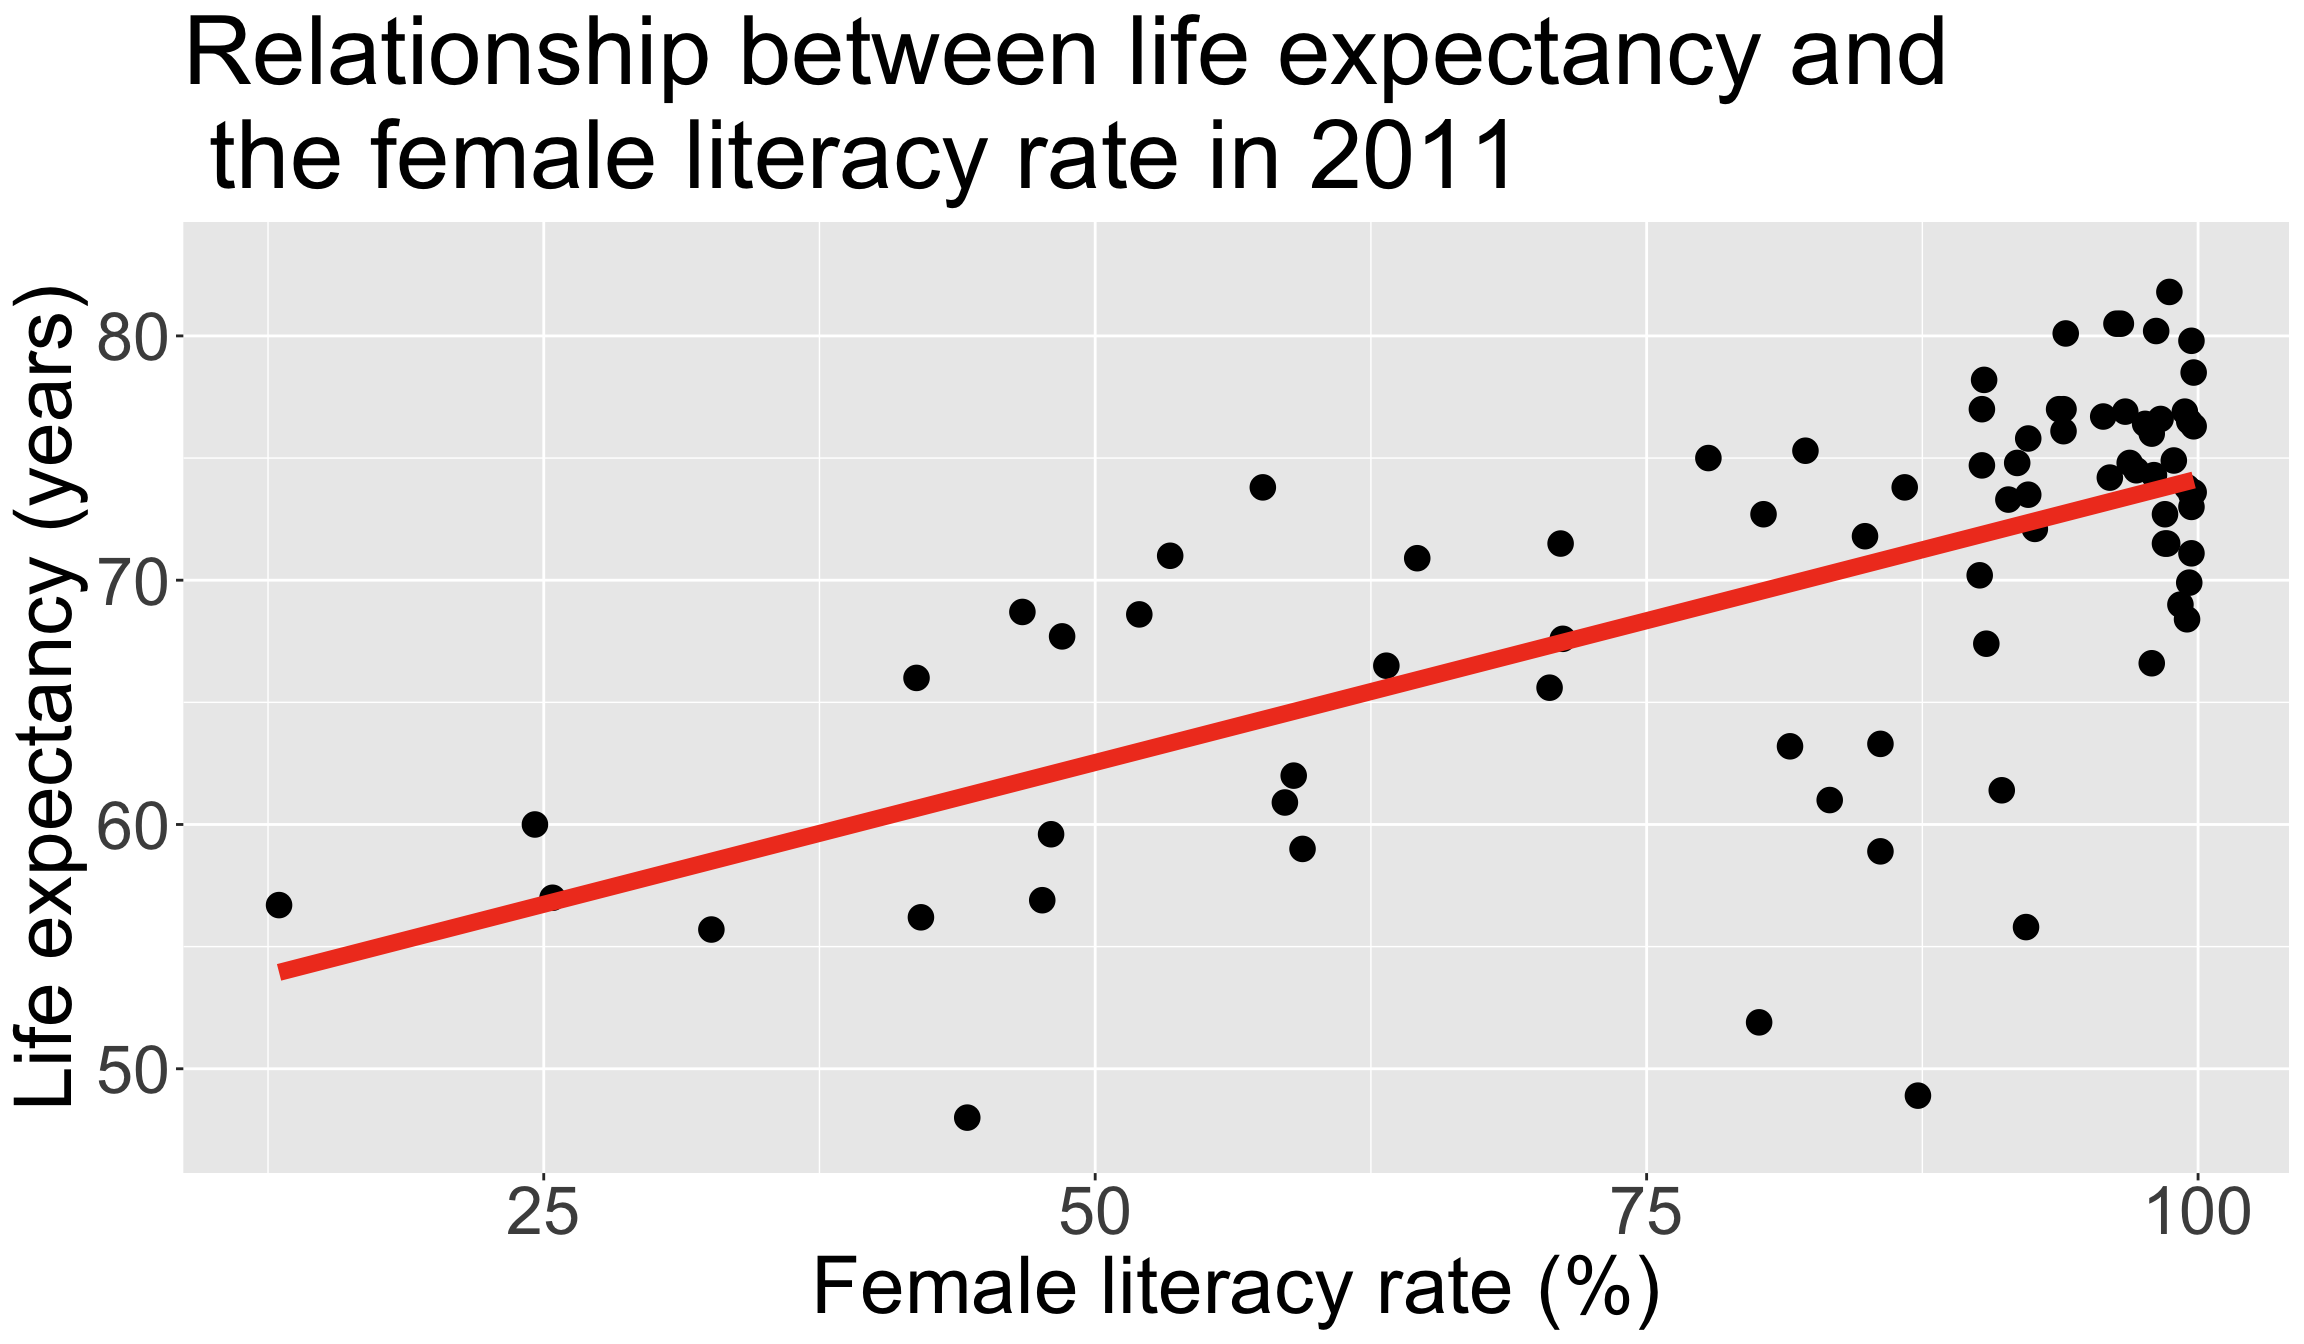 Relationship between life expectancy and
the female literacy rate in 2011
Life expectancy (years)
80
70
60
50
25
50
75
100
Female literacy rate (%)